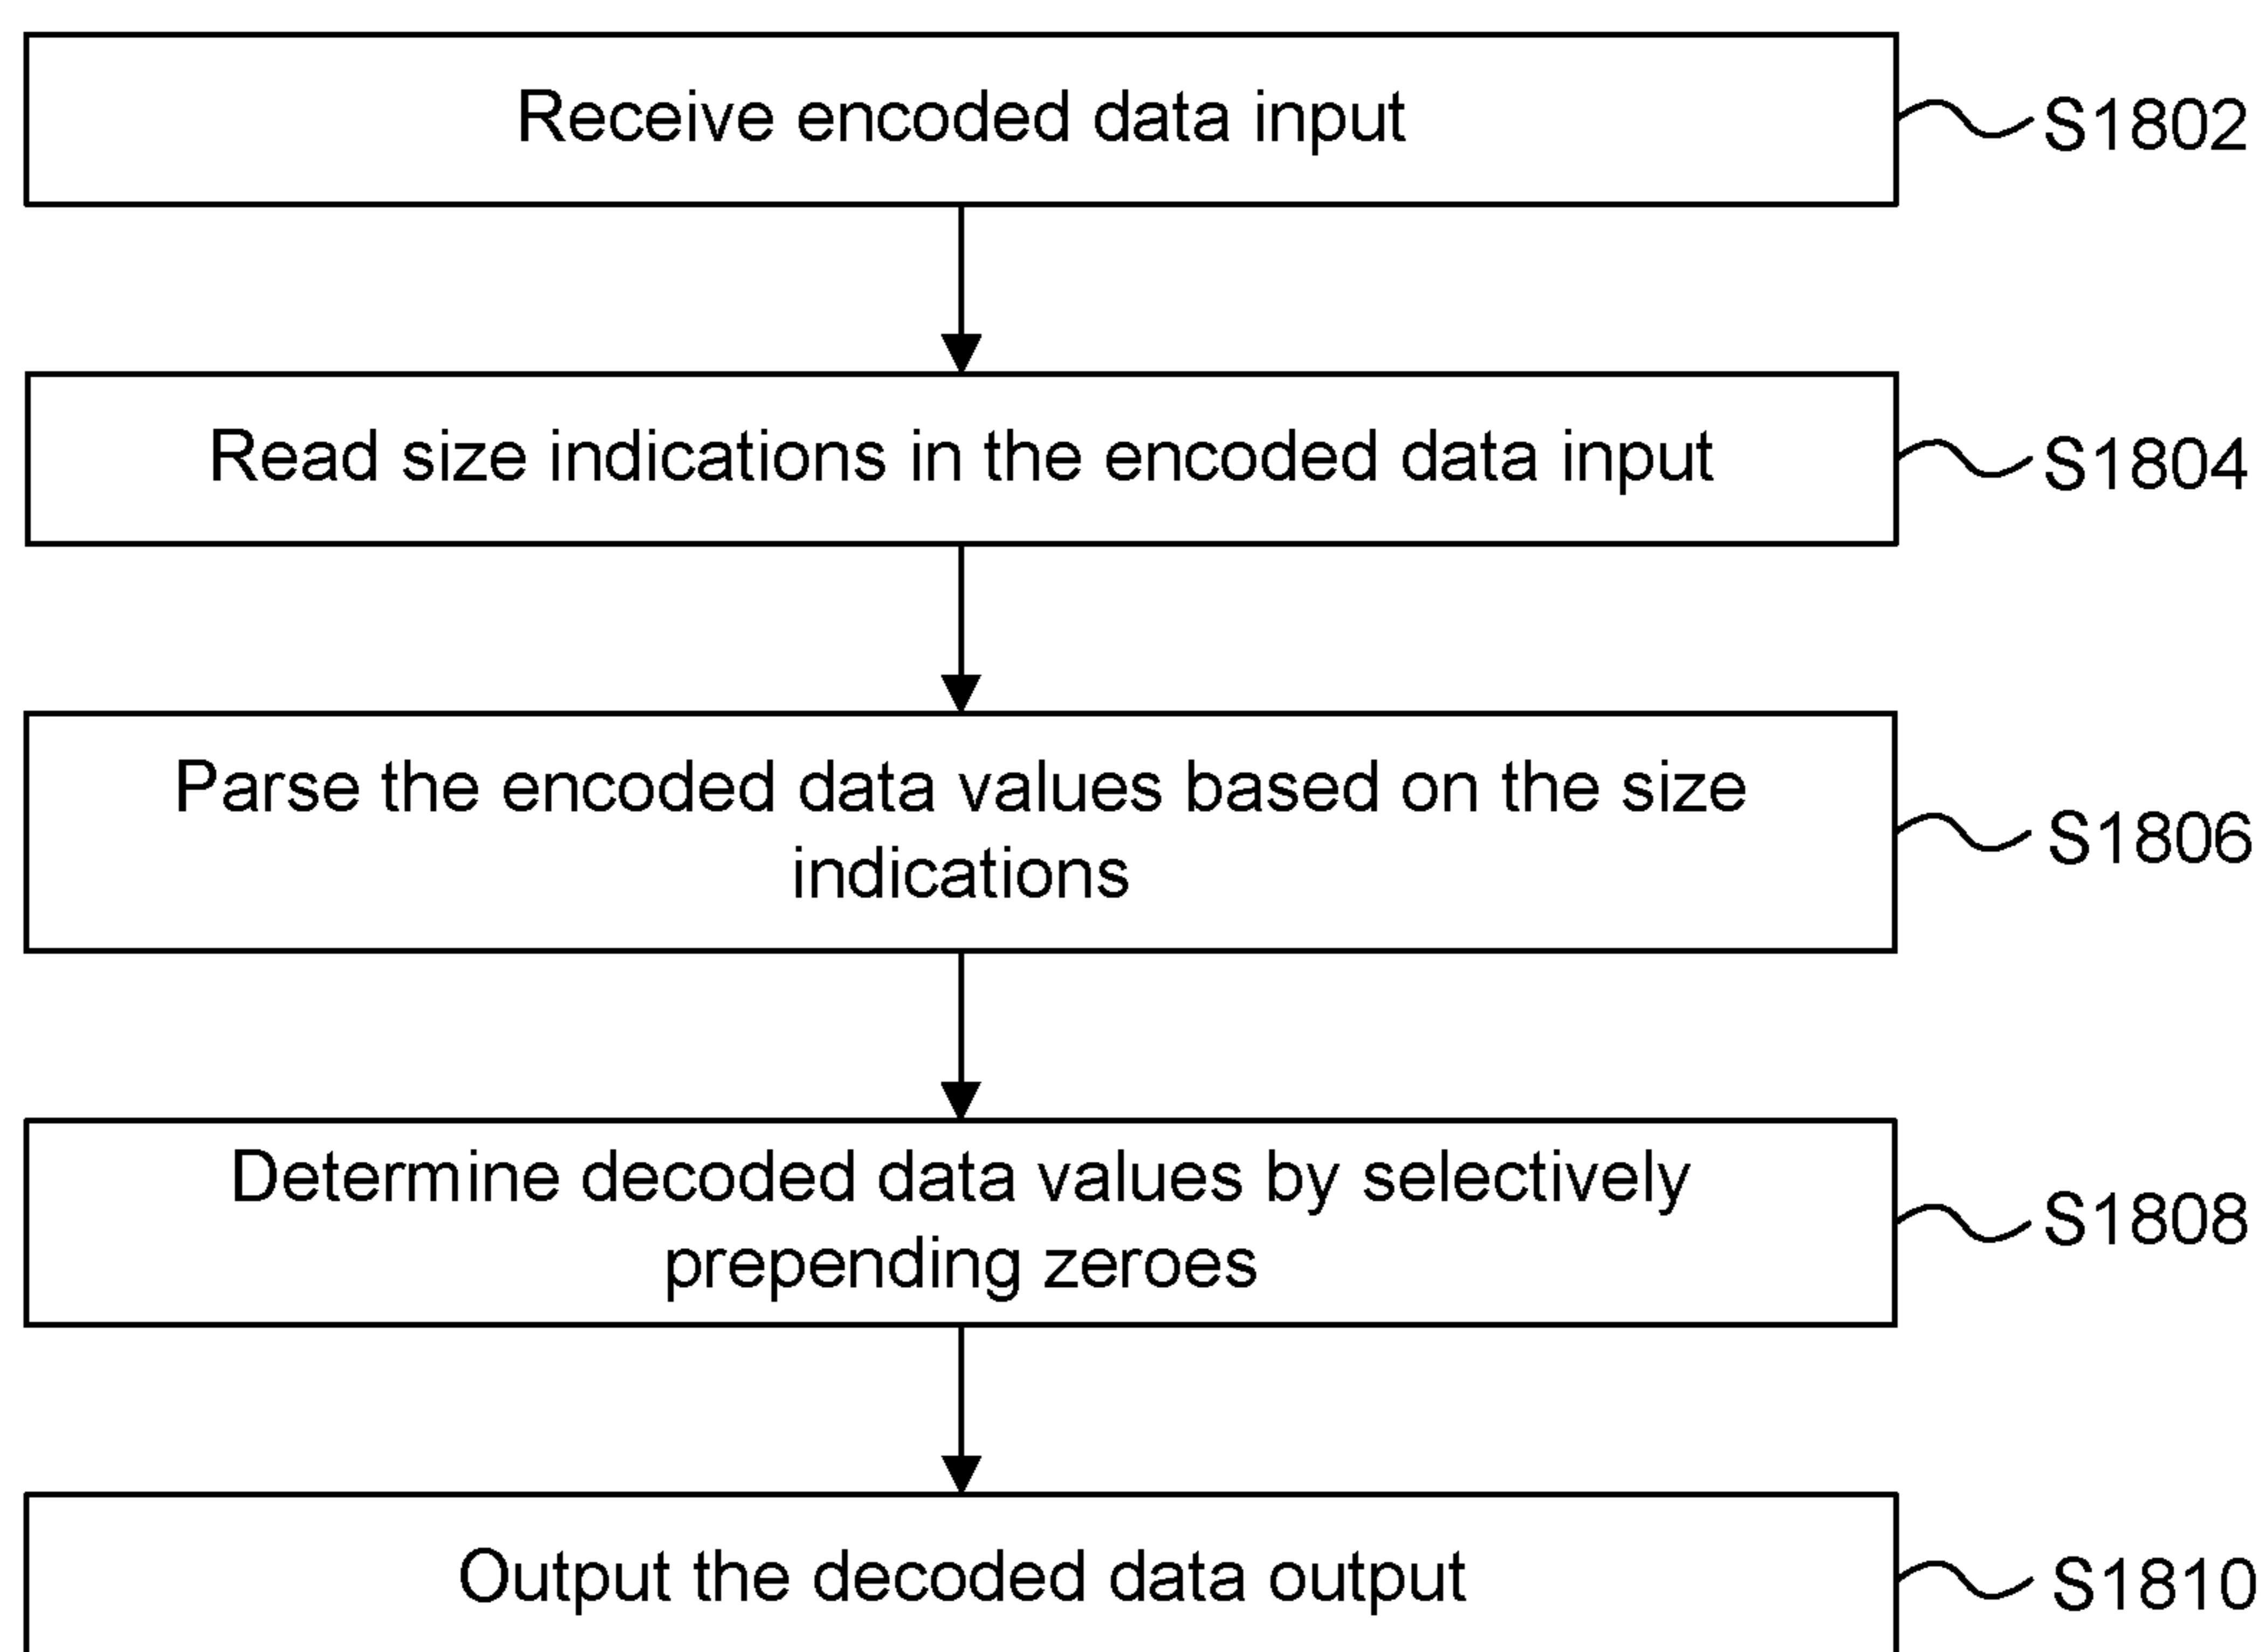 Receive encoded data input
S1802
Read size indications in the encoded data input
S1804
Parse the encoded data values based on the size
indications
S1806
Determine decoded data values by selectively
prepending zeroes
S1808
Output the decoded data output
S1810